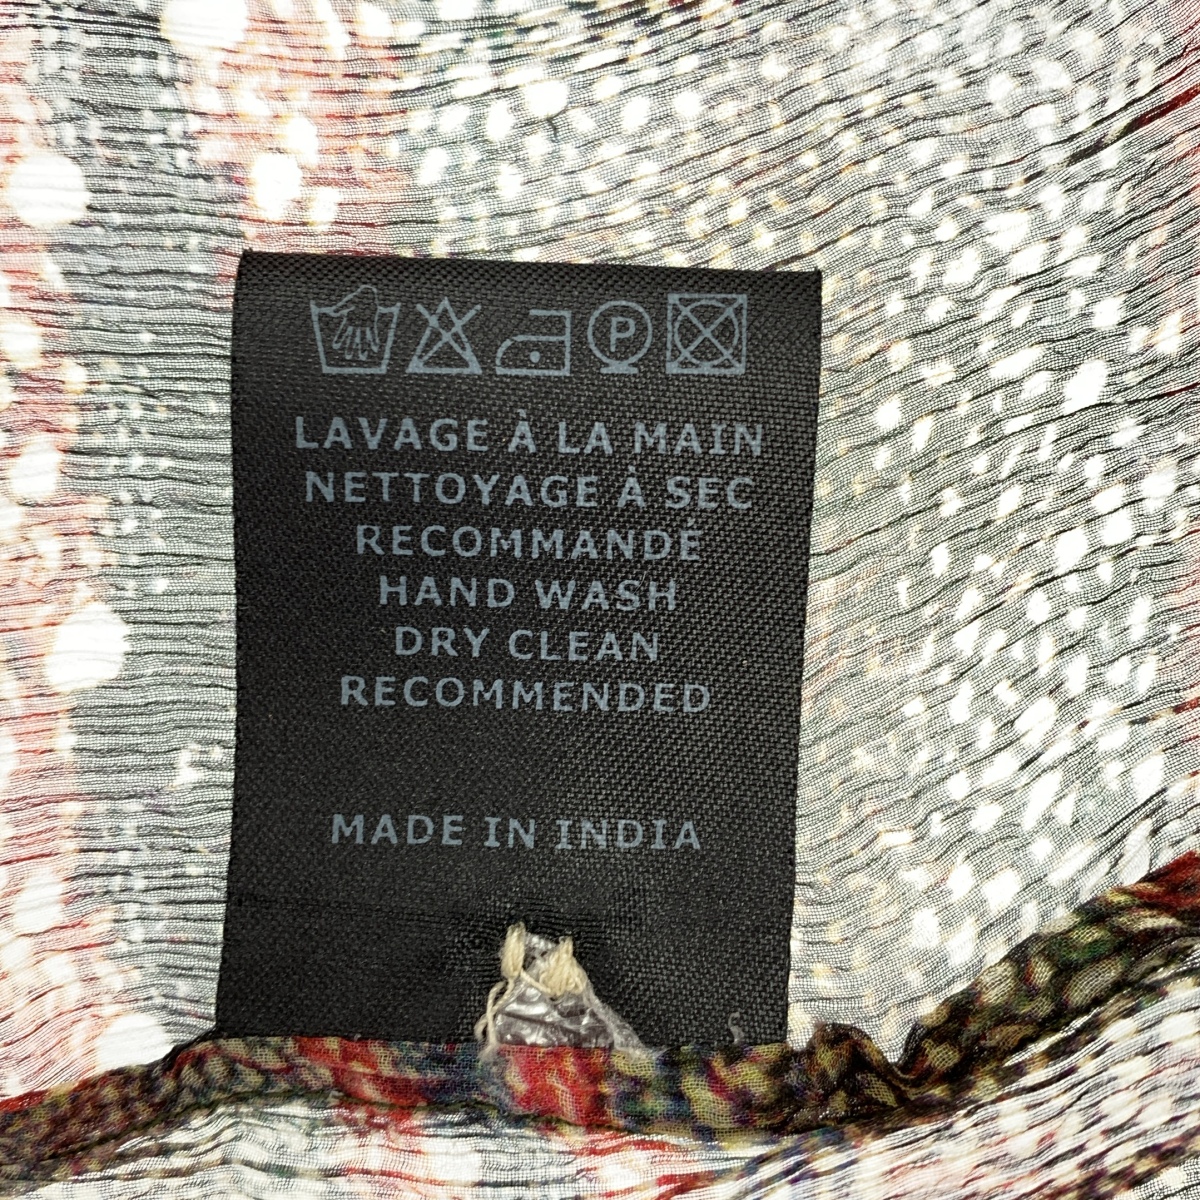 P
LAVAGE À LA MAIN
NETTOYAGE À SEC
RECOMMANDÉ
HAND WASH
DRY CLEAN
RECOMMENDED
MADE IN INDIA